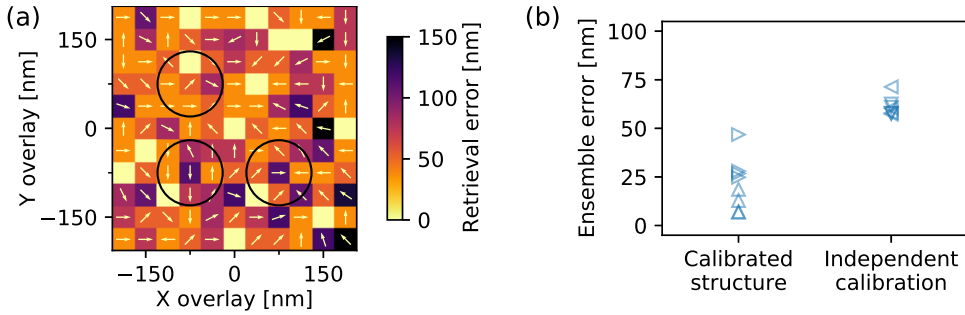 (a)
150
0
−150
Y overlay [nm]
−150
0
150
X overlay [nm]
150
100
50
0
Retrieval error [nm]
(b)
100
75
50
25
0
Ensemble error [nm]
Calibrated
structure
Independent
calibration